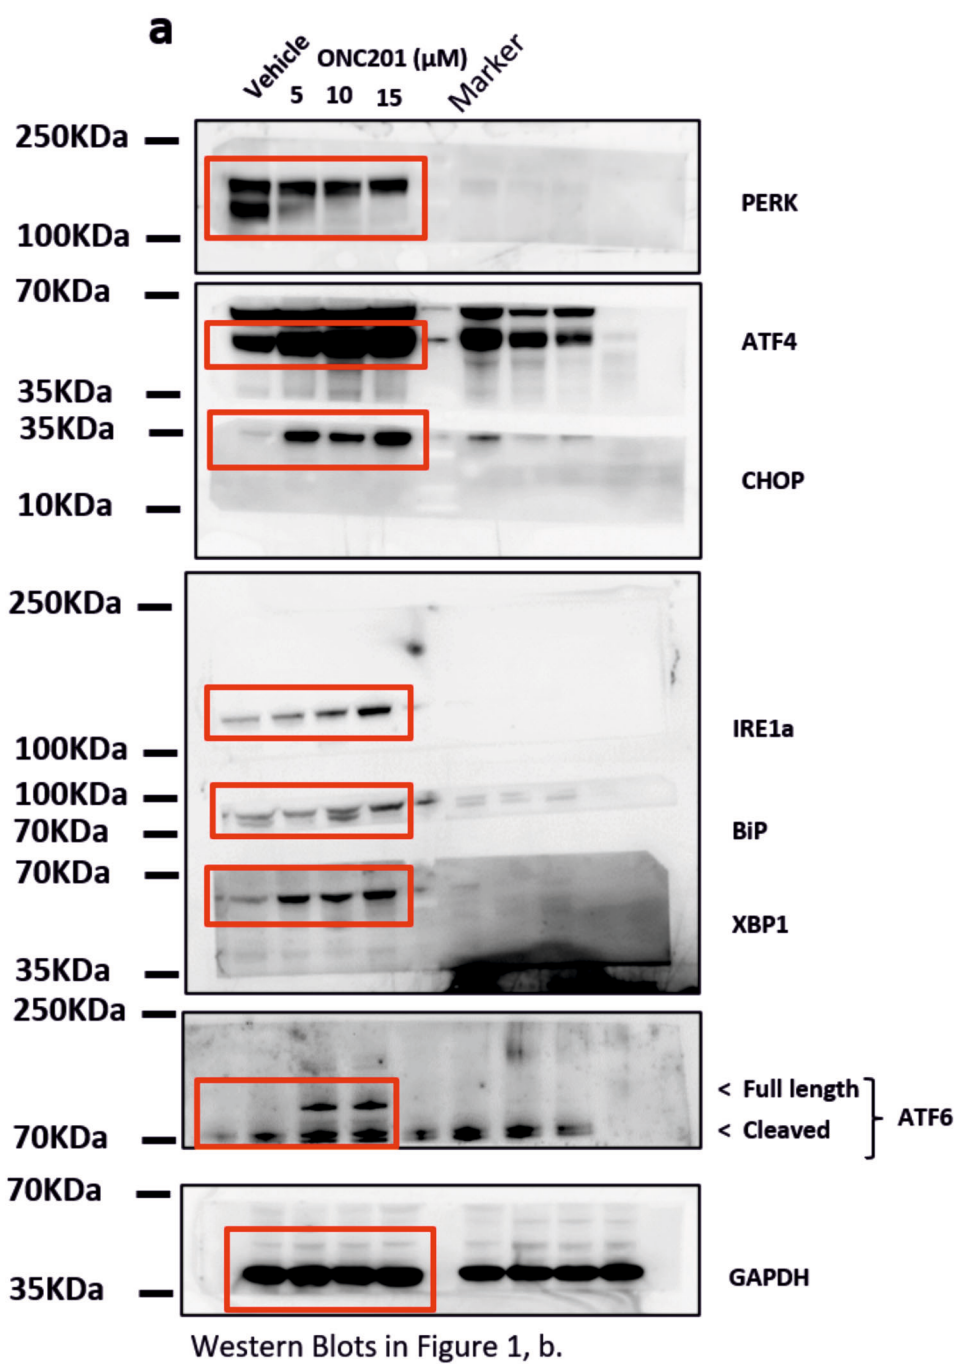 a
Vehicle
ONC201 (μM)
5 10 15
Marker
250KDa
100KDa
PERK
70KDa
35KDa
ATF4
35KDa
10KDa
CHOP
250KDa
100KDa
IRE1a
100KDa
70KDa
BiP
70KDa
35KDa
XBP1
250KDa
70KDa
< Full length
< Cleaved
ATF6
70KDa
35KDa
GAPDH
Western Blots in Figure 1, b.